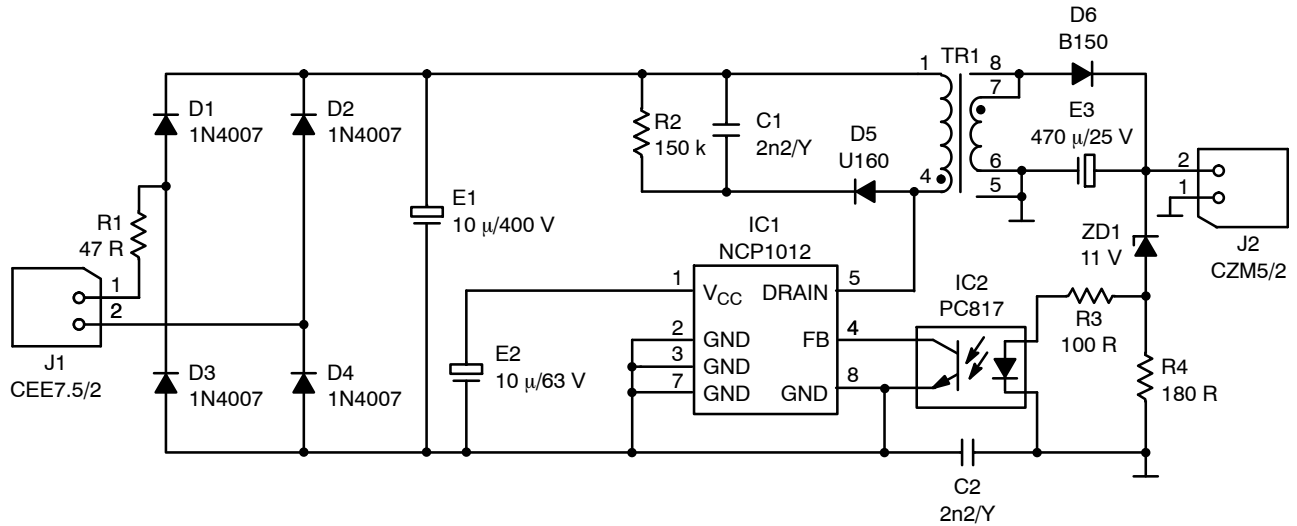 D6
B150
TR1
1
8
7
D1
1N4007
D2
1N4007
R2
150 k
C1
2n2/Y
D5
U160
E3
470 μ/25 V
4
6
5
2
1
R1
47 R
E1
10 μ/400 V
IC1
NCP1012
ZD1
11 V
J2
CZM5/2
1
2
J1
CEE7.5/2
1
VCC
DRAIN
5
IC2
PC817
R3
100 R
2
GND
FB
4
3
GND
7
GND
GND
8
E2
10 μ/63 V
D3
1N4007
D4
1N4007
R4
180 R
C2
2n2/Y